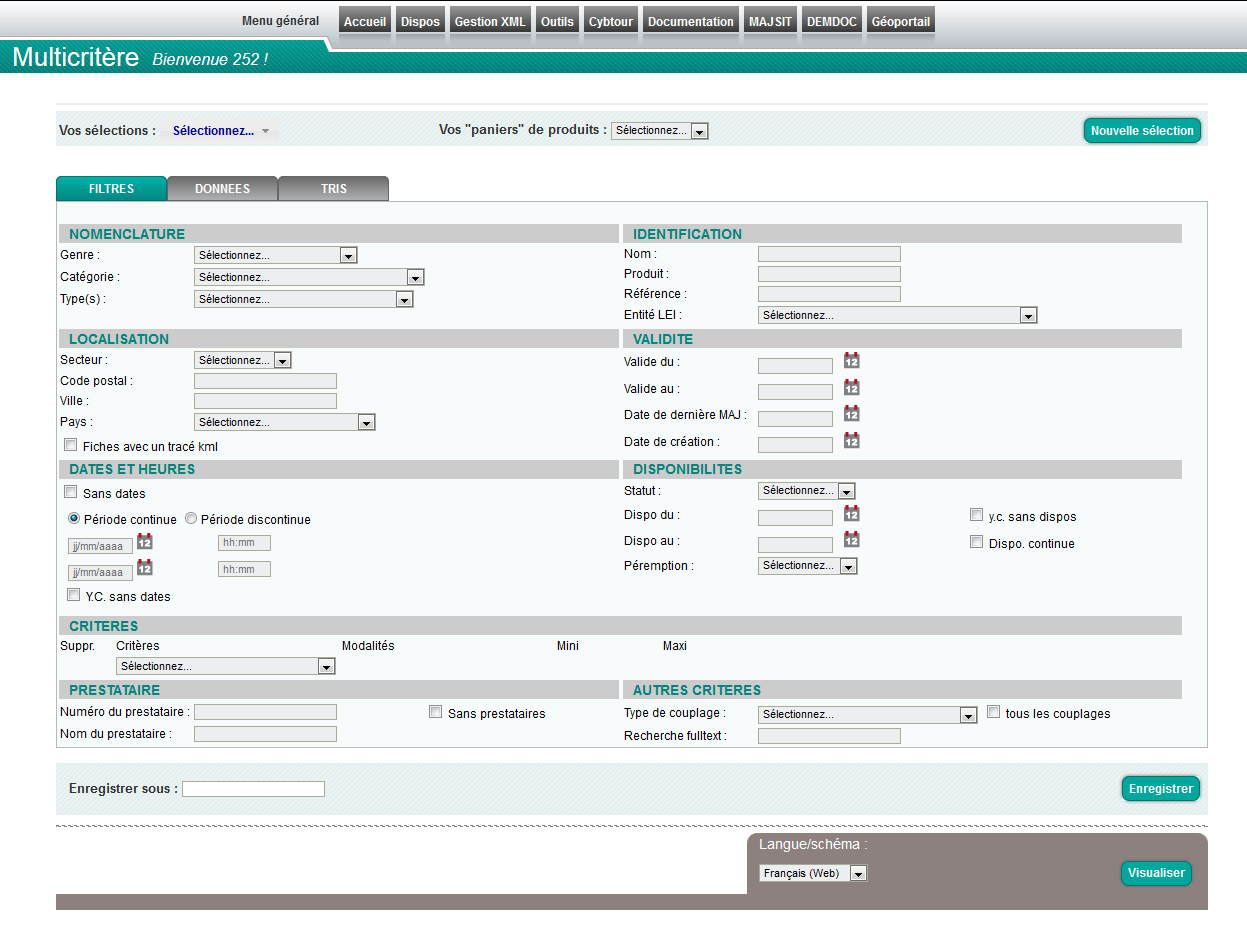 Menu général Accueil Dispos Gestion XML Outils Cybtour Documentation MAJSIT DEMDOC Géoportail
Multicritère Bienvenue 252 !
Vos sélections : Sélectionnez... Vos "paniers" de produits : Sélectionnez... Nouvelle sélection
FILTRES DONNEES TRIS
NOMENCLATURE
Genre : Sélectionnez...
Catégorie : Sélectionnez...
Type(s) : Sélectionnez...
IDENTIFICATION
Nom :
Produit :
Référence :
Entité LEI : Sélectionnez...
LOCALISATION
Secteur : Sélectionnez...
Code postal :
Ville :
Pays : Sélectionnez...
Fiches avec un tracé kml
VALIDITE
Valide du : 12
Valide au : 12
Date de dernière MAJ : 12
Date de création : 12
DATES ET HEURES
Sans dates
Période continue Période discontinue
jj/mm/aaaa 12 hh:mm
jj/mm/aaaa 12 hh:mm
Y.C. sans dates
DISPONIBILITES
Statut : Sélectionnez...
Dispo du : 12 y.c. sans dispos
Dispo au : 12 Dispo. continue
Péremption : Sélectionnez...
CRITERES
Suppr. Critères Modalités Mini Maxi
Sélectionnez...
PRESTATAIRE
Numéro du prestataire : Sans prestataires
Nom du prestataire :
AUTRES CRITERES
Type de couplage : Sélectionnez... tous les couplages
Recherche fulltext :
Enregistrer sous : Enregistrer
Langue/schéma :
Français (Web) Visualiser